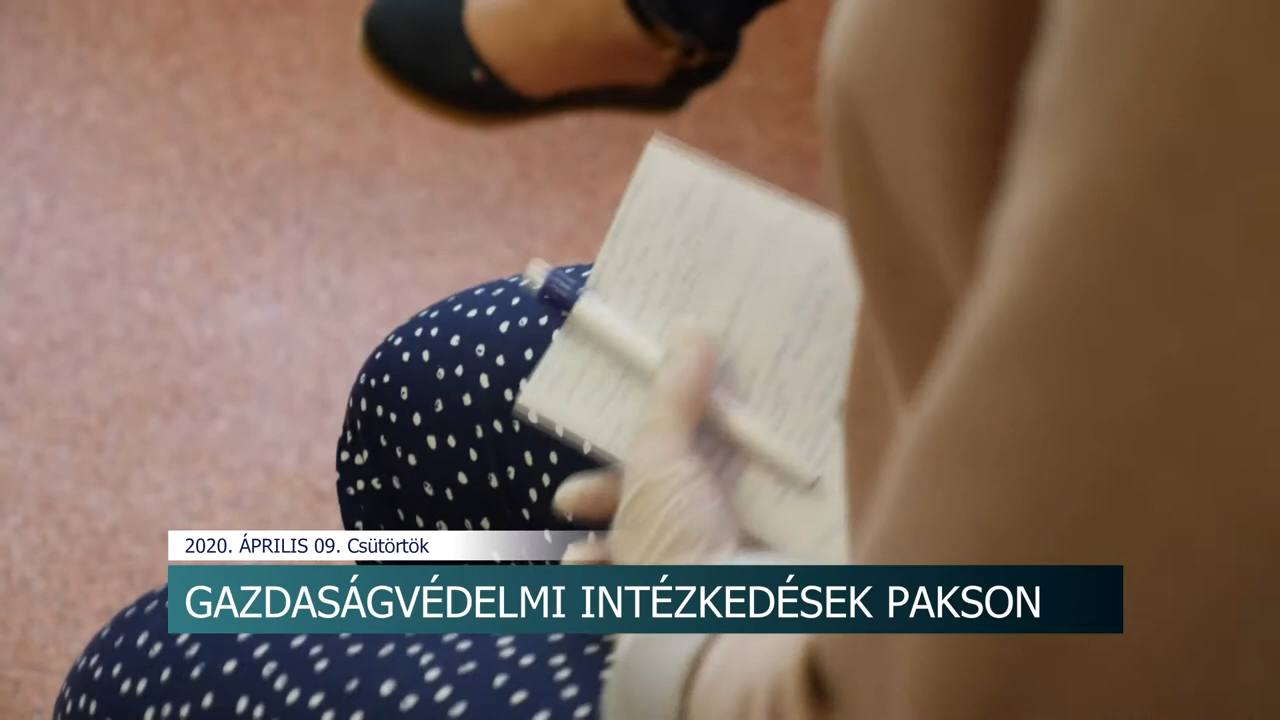 2020. ÁPRILIS 09. Csütörtök
GAZDASÁGVÉDELMI INTÉZKEDÉSEK PAKSON